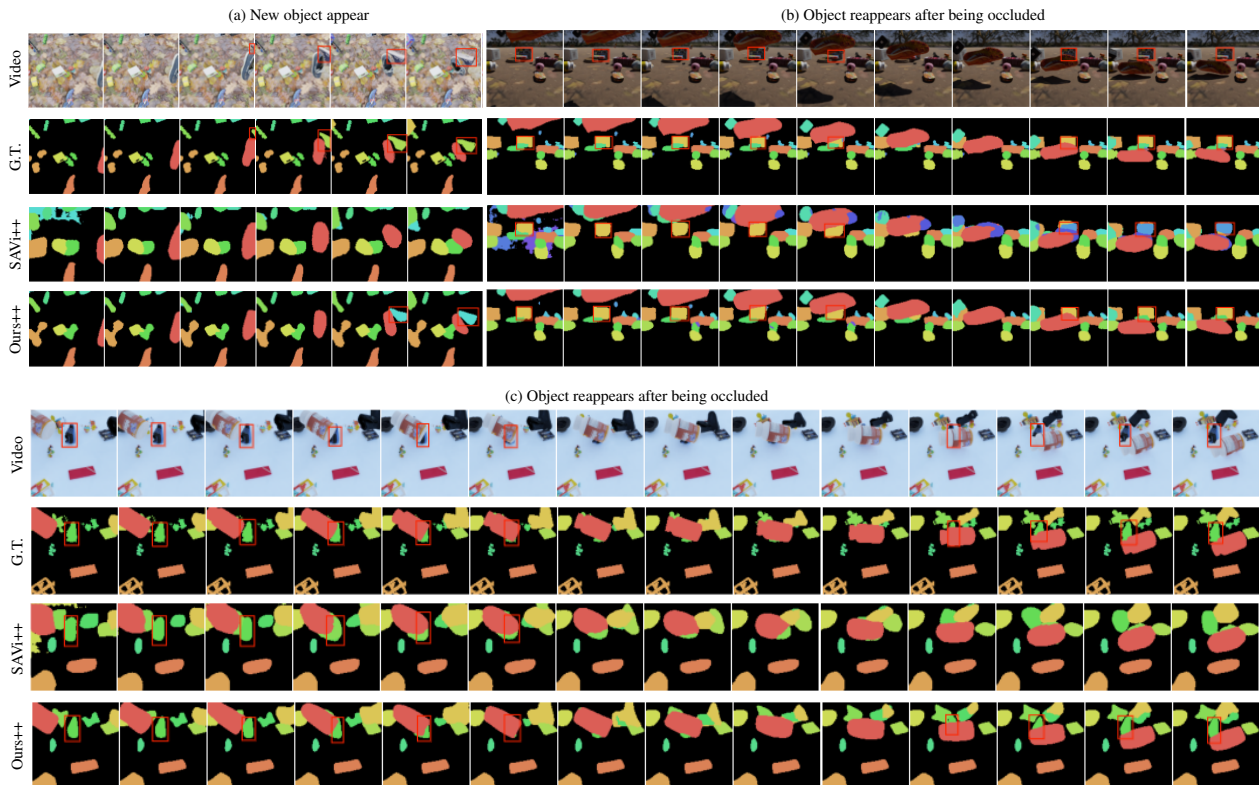 (a) New object appear
(b) Object reappears after being occluded
Video
G.T.
SAVi++
Ours++
(c) Object reappears after being occluded
Video
G.T.
SAVi++
Ours++